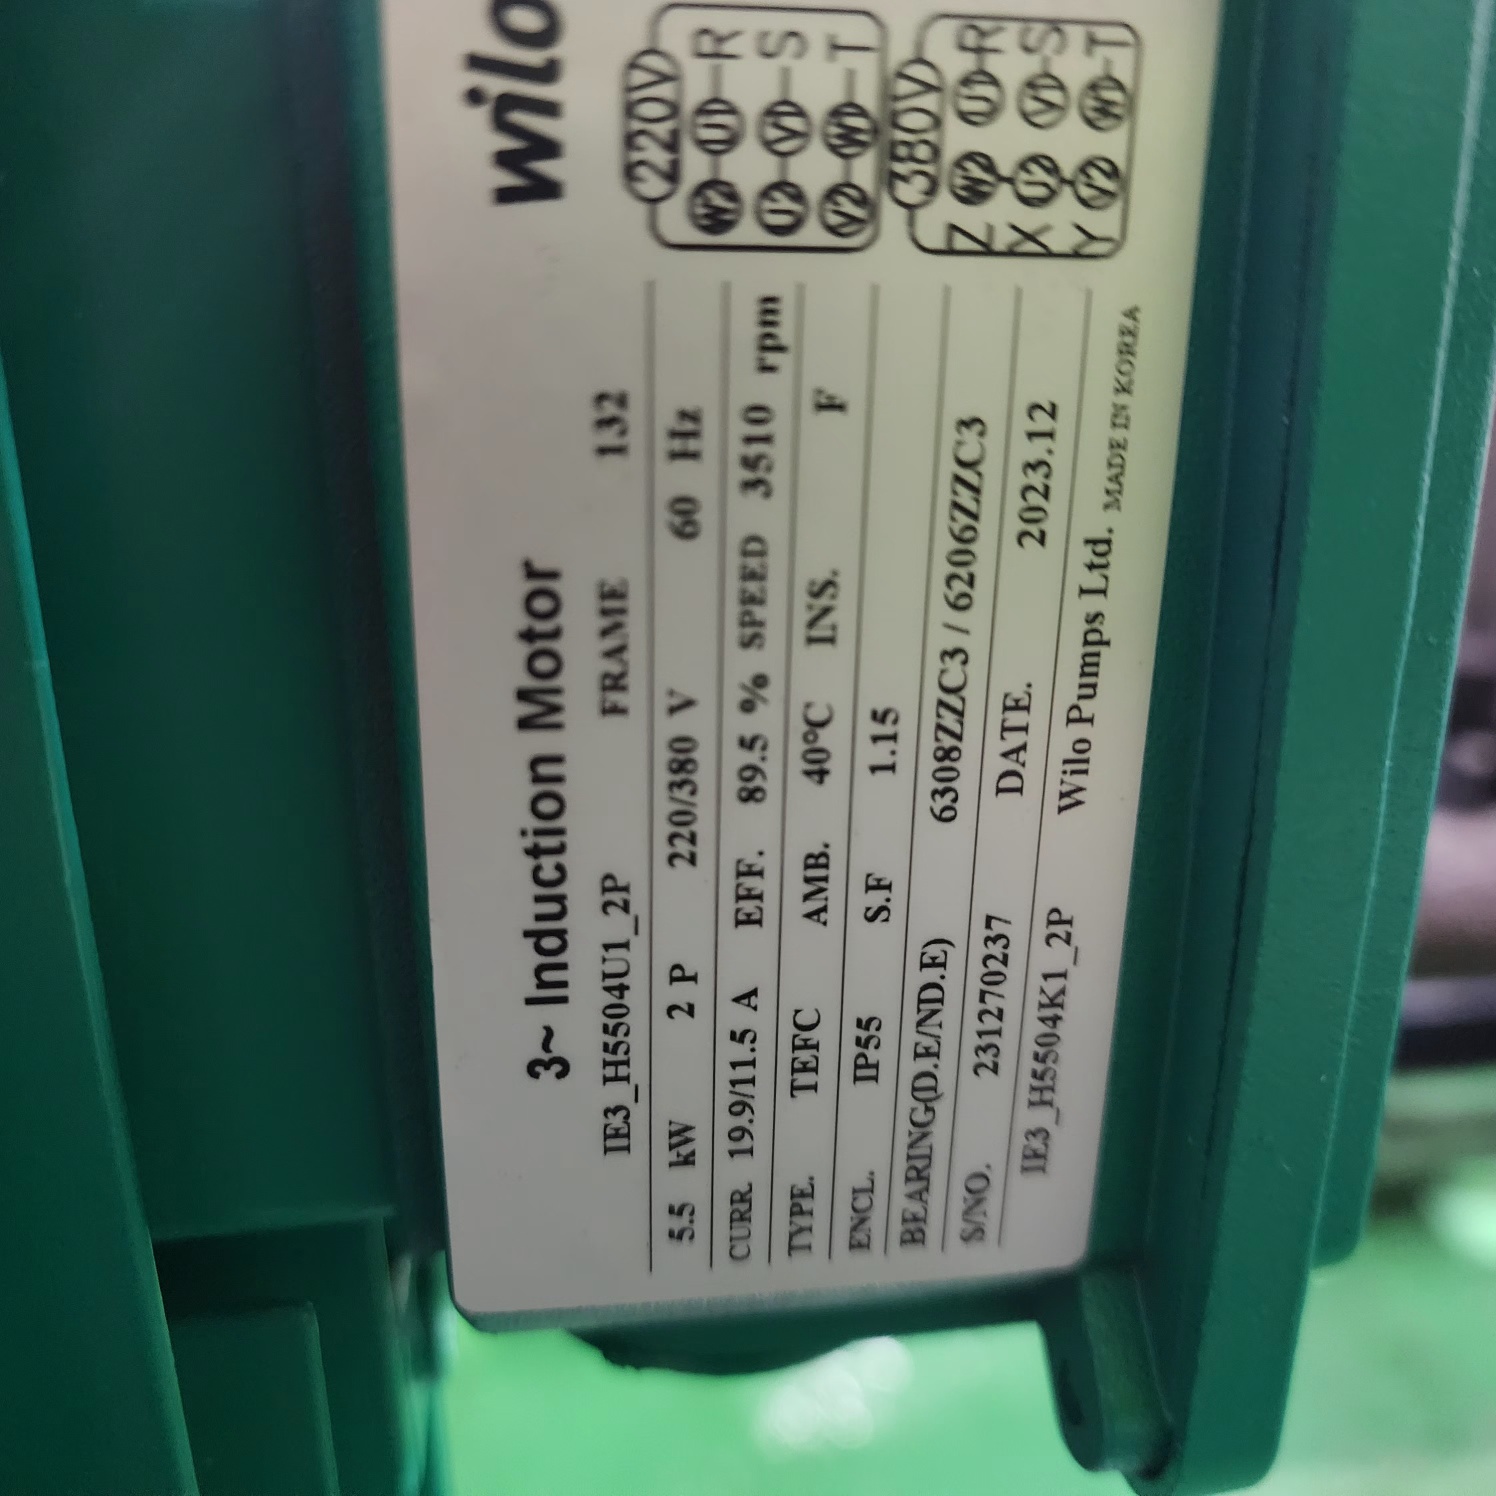 wilo
3~ Induction Motor
IE3_H5504U1_2P FRAME 132
5.5 kW 2 P 220/380 V 60 Hz
CURR. 19.9/11.5 A EFF. 89.5 % SPEED 3510 rpm
TYPE. TEFC AMB. 40°C INS. F
ENCL. IP55 S.F 1.15
BEARING(D.E/ND.E) 6308ZZC3 / 6206ZZC3
S/NO. 231270237 DATE. 2023.12
IE3_H5504K1_2P Wilo Pumps Ltd. MADE IN KOREA
220V
W2 U1 R
U2 V1 S
V2 W1 T
380V
Z W2 U1 R
X U2 V1 S
Y V2 W1 T